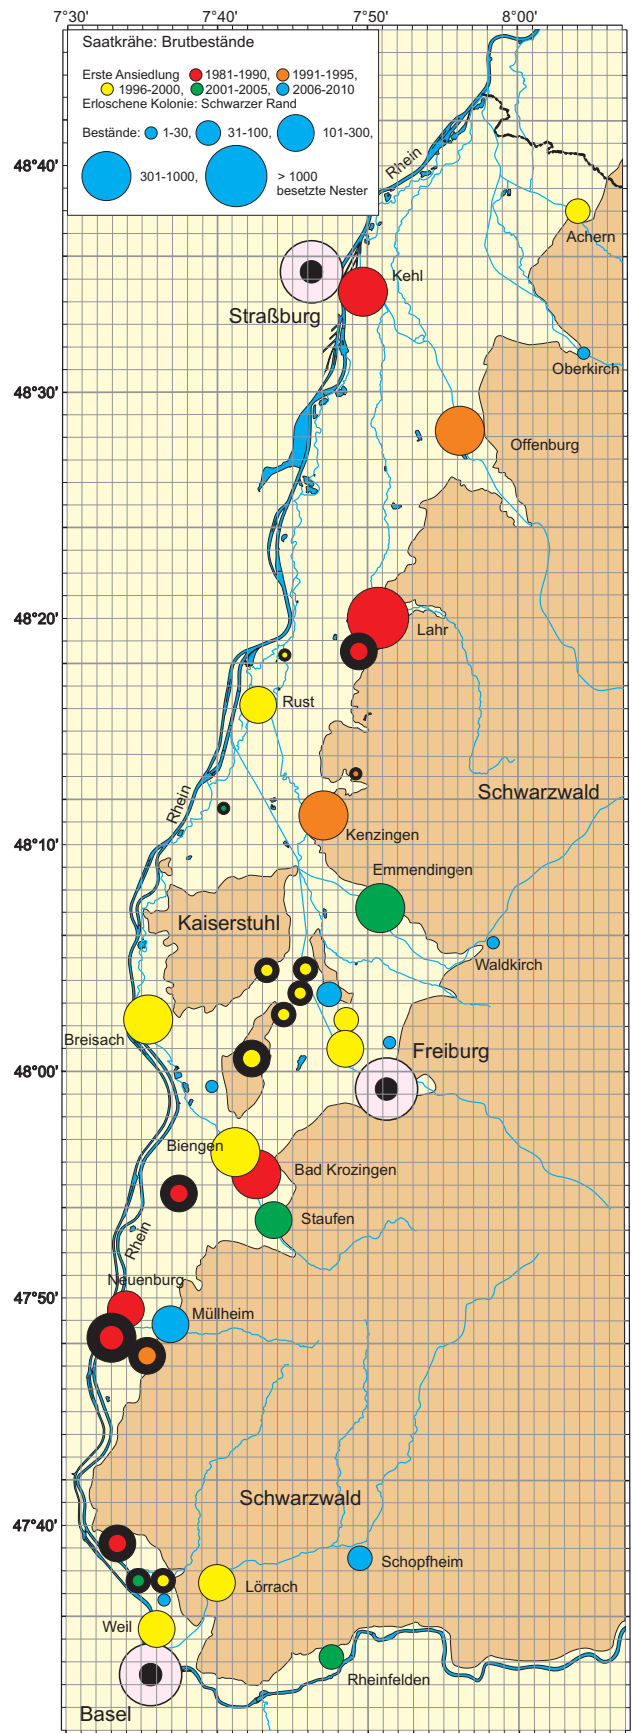 7°30' 7°40' 7°50' 8°00'
Saatkrähe: Brutbestände
Erste Ansiedlung 1981-1990, 1991-1995,
1996-2000, 2001-2005, 2006-2010
Erloschene Kolonie: Schwarzer Rand
Bestände: 1-30, 31-100, 101-300,
301-1000, > 1000
besetzte Nester
Rhein
48°40'
Achern
Kehl
Straßburg
Oberkirch
48°30'
Offenburg
48°20'
Lahr
Rust
Schwarzwald
Rhein
Kenzingen
48°10'
Emmendingen
Kaiserstuhl
Waldkirch
Breisach
Freiburg
48°00'
Biengen
Bad Krozingen
Staufen
Rhein
Neuenburg
47°50'
Müllheim
Schwarzwald
47°40'
Schopfheim
Lörrach
Weil
Rheinfelden
Basel